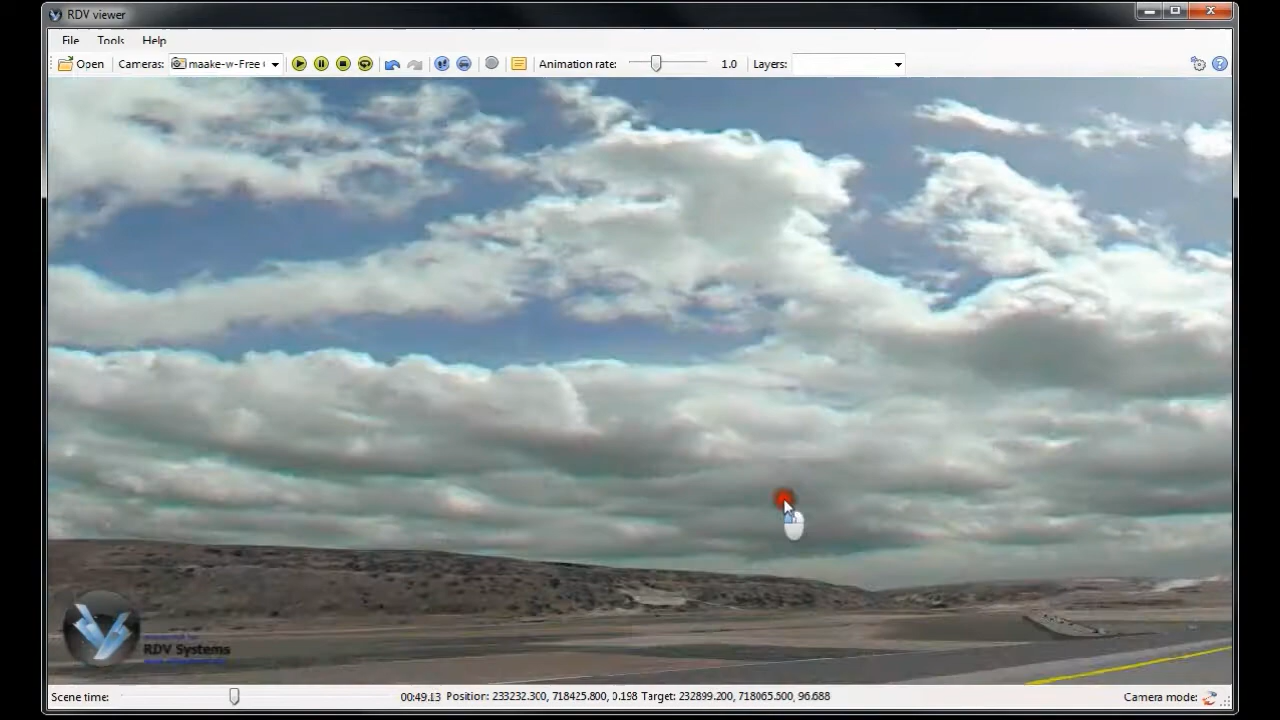 RDV viewer
File Tools Help
Open Cameras: maake-w-Free Animation rate: 1.0 Layers:
RDV Systems
Scene time: 00:49.13 Position: 233232.300, 718425.800, 0.198 Target: 232899.200, 718065.500, 96.688 Camera mode: